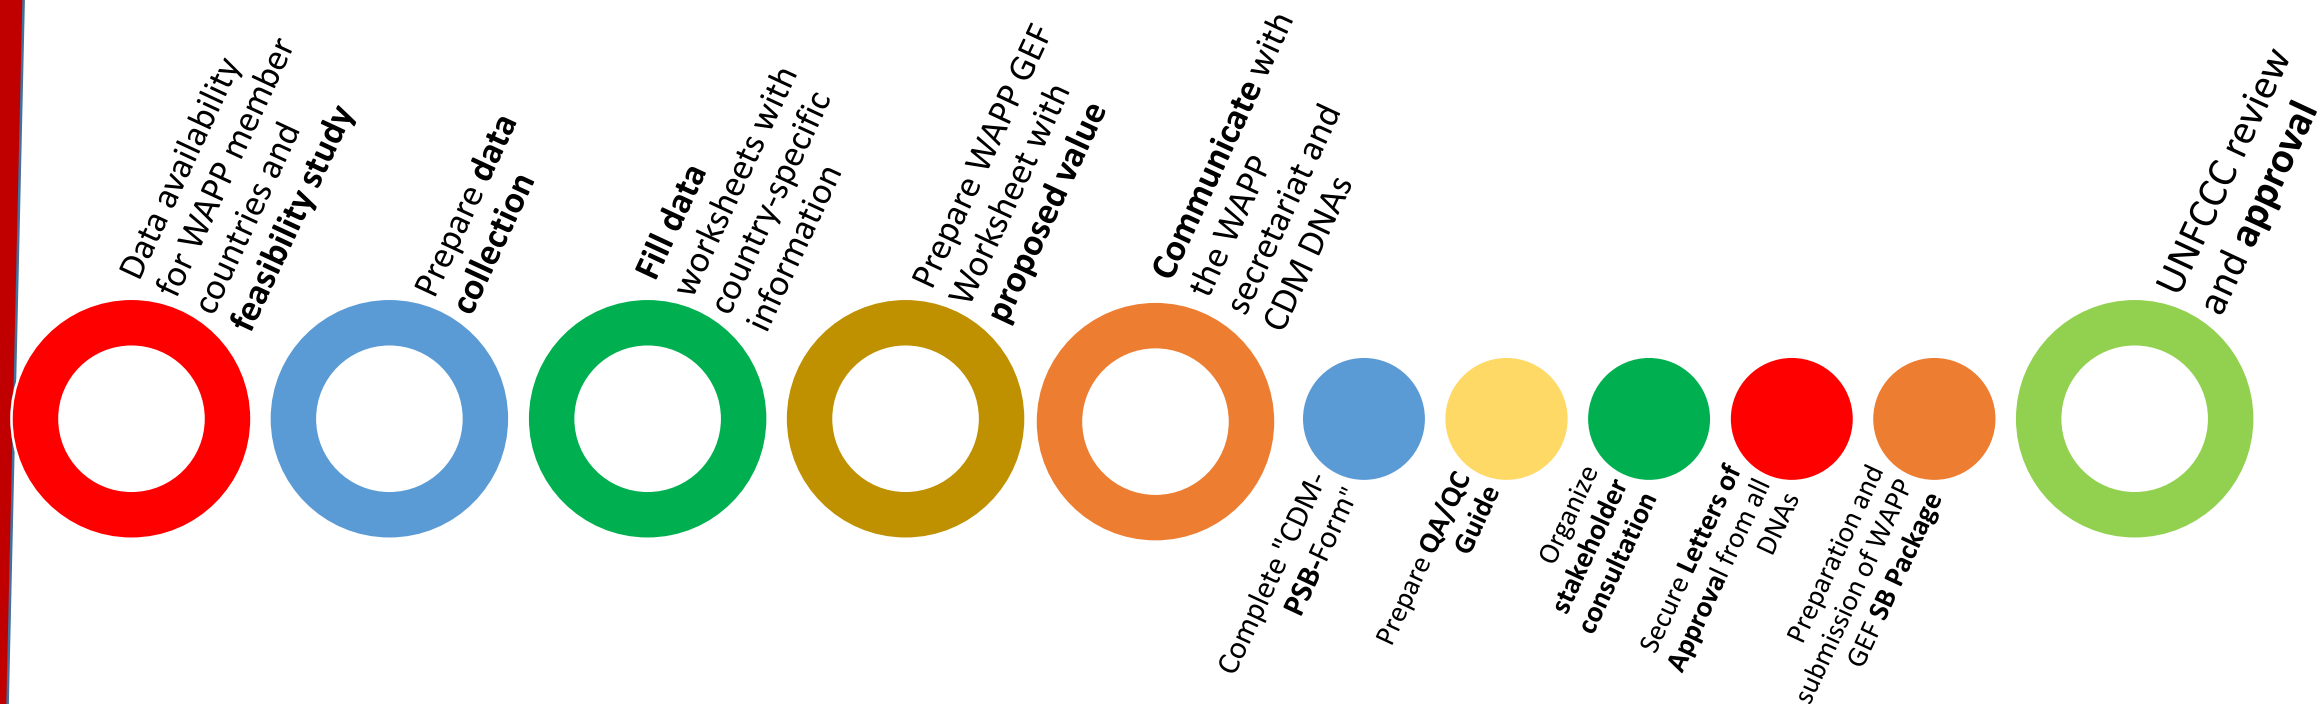 Data availability
for WAPP member
countries and
feasibility study
Prepare data
collection
Fill data
worksheets with
country-specific
information
Prepare WAPP GEF
Worksheet with
proposed value
Communicate with
the WAPP
secretariat and
CDM DNAs
Complete "CDM-
PSB-Form"
Prepare QA/QC
Guide
Organize
stakeholder
consultation
Secure Letters of
Approval from all
DNAs
Preparation and
submission of WAPP
GEF SB Package
UNFCCC review
and approval